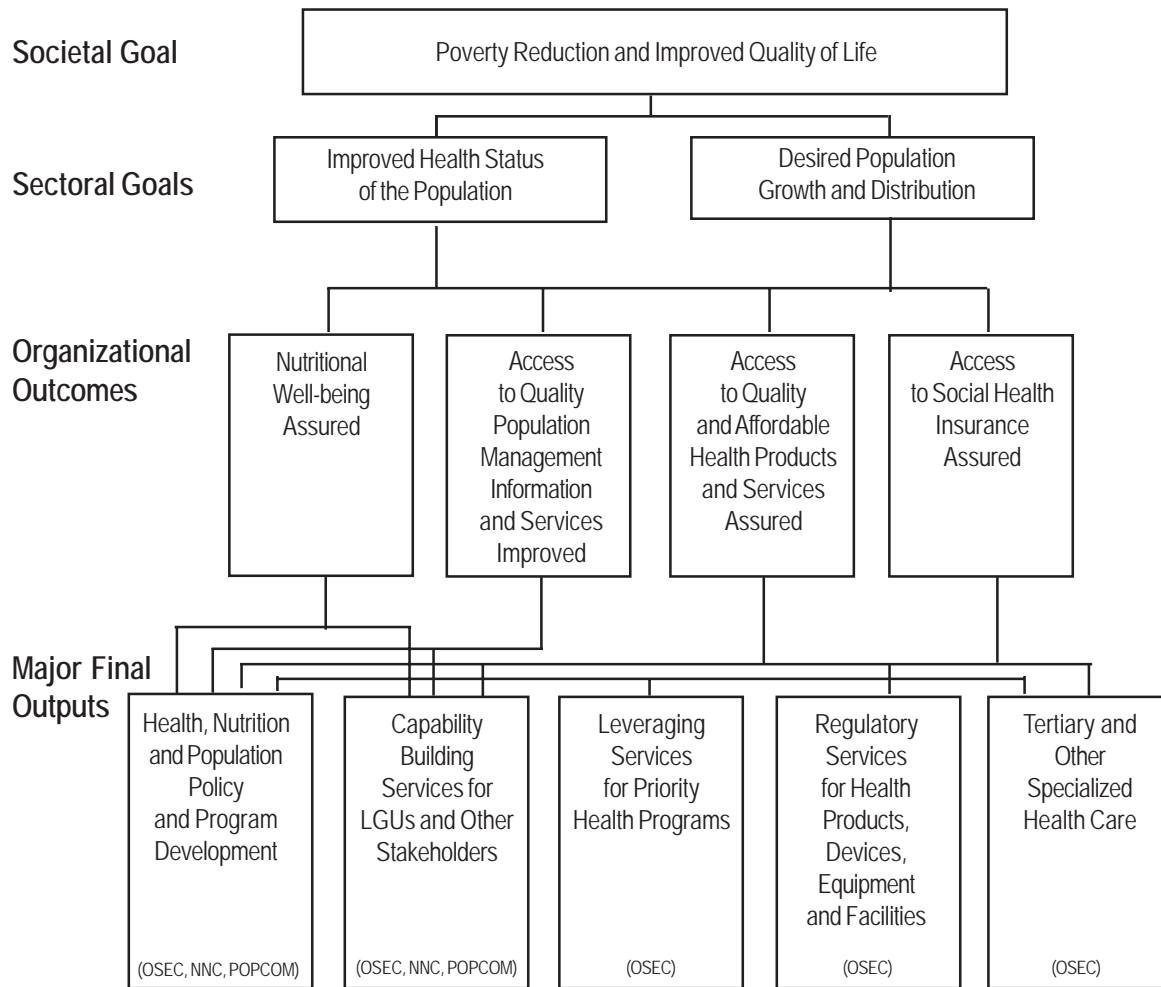 Societal Goal
Poverty Reduction and Improved Quality of Life
Sectoral Goals
Improved Health Status
of the Population
Desired Population
Growth and Distribution
Organizational
Outcomes
Nutritional
Well-being
Assured
Access
to Quality
Population
Management
Information
and Services
Improved
Access
to Quality
and Affordable
Health Products
and Services
Assured
Access
to Social Health
Insurance
Assured
Major Final
Outputs
Health, Nutrition
and Population
Policy
and Program
Development
(OSEC, NNC, POPCOM)
Capability
Building
Services for
LGUs and Other
Stakeholders
(OSEC, NNC, POPCOM)
Leveraging
Services
for Priority
Health Programs
(OSEC)
Regulatory
Services
for Health
Products,
Devices,
Equipment
and Facilities
(OSEC)
Tertiary and
Other
Specialized
Health Care
(OSEC)